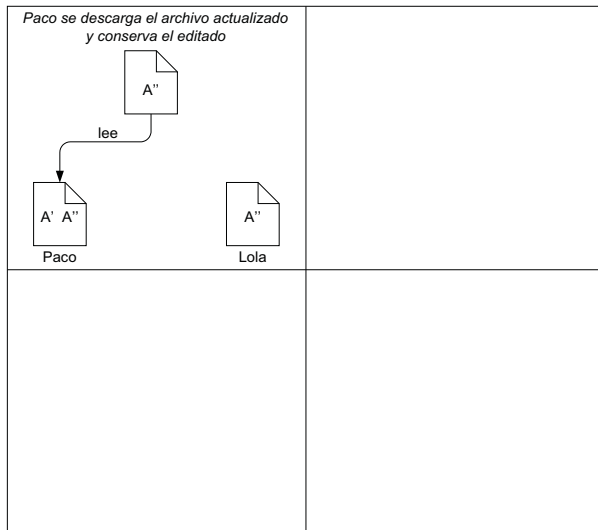 Paco se descarga el archivo actualizado
y conserva el editado
A''
lee
A' A''
A''
Paco
Lola